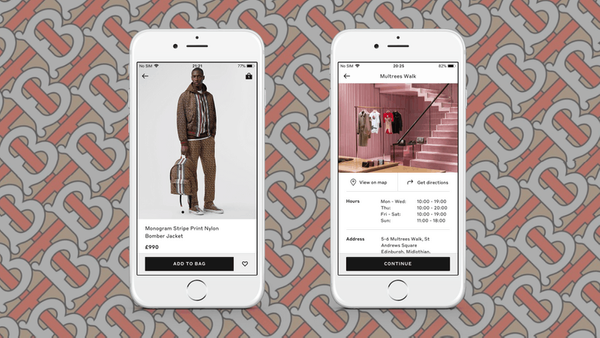 No SIM 20:21 77%
Monogram Stripe Print Nylon
Bomber Jacket
£990
ADD TO BAG
No SIM 20:25 83%
Multrees Walk
View on map Get directions
Hours Mon - Wed: 10:00 - 19:00
Thu: 10:00 - 20:00
Fri - Sat: 10:00 - 19:00
Sun: 11:00 - 18:00
Address 5-6 Multrees Walk, St
Andrews Square
Edinburgh, Midlothian,
CONTINUE